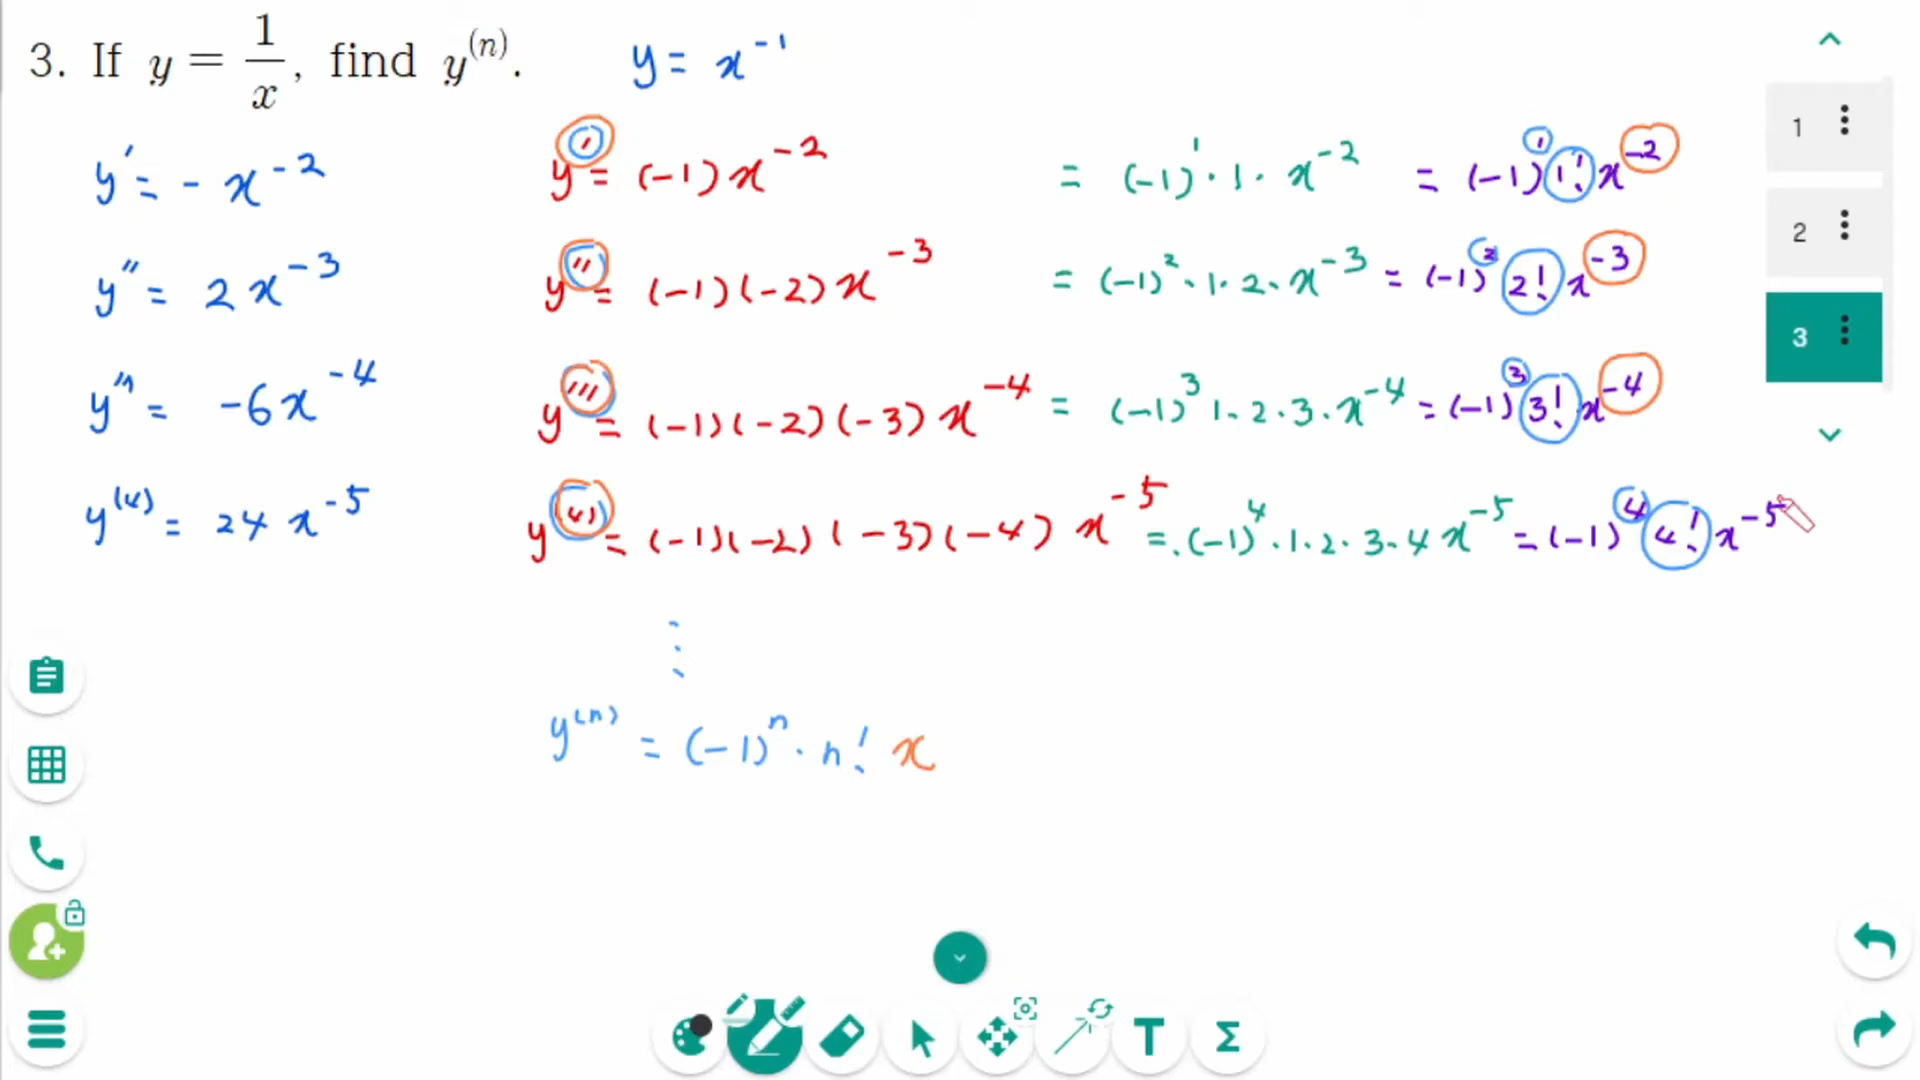 3. If y = 1/x, find y⁽ⁿ⁾. y = x⁻¹
y′ = - x⁻² y′ = (-1)x⁻² = (-1)¹ · 1 · x⁻² = (-1)¹ 1! x⁻²
y″ = 2x⁻³ y″ = (-1)(-2)x⁻³ = (-1)² · 1 · 2 · x⁻³ = (-1)² 2! x⁻³
y‴ = -6x⁻⁴ y‴ = (-1)(-2)(-3)x⁻⁴ = (-1)³ 1 · 2 · 3 · x⁻⁴ = (-1)³ 3! x⁻⁴
y⁽⁴⁾ = 24 x⁻⁵ y⁽⁴⁾ = (-1)(-2)(-3)(-4) x⁻⁵ = · (-1)⁴ · 1 · 2 · 3 · 4 x⁻⁵ = (-1)⁴ 4! x⁻⁵
⋮
y⁽ⁿ⁾ = (-1)ⁿ · n! x
1
2
3
T Σ